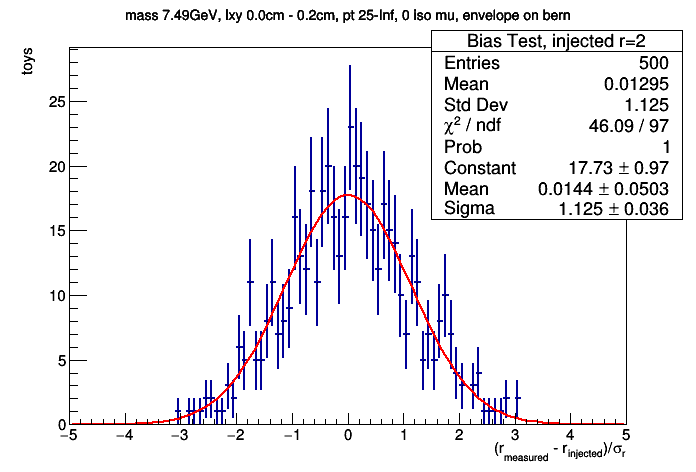 mass 7.49GeV, lxy 0.0cm - 0.2cm, pt 25-Inf, 0 Iso mu, envelope on bern
Bias Test, injected r=2
Entries 500
Mean 0.01295
Std Dev 1.125
χ² / ndf 46.09 / 97
Prob 1
Constant 17.73 ± 0.97
Mean 0.0144 ± 0.0503
Sigma 1.125 ± 0.036
toys
25
20
15
10
5
0
−5 −4 −3 −2 −1 0 1 2 3 4 5
(r measured - r injected)/σr